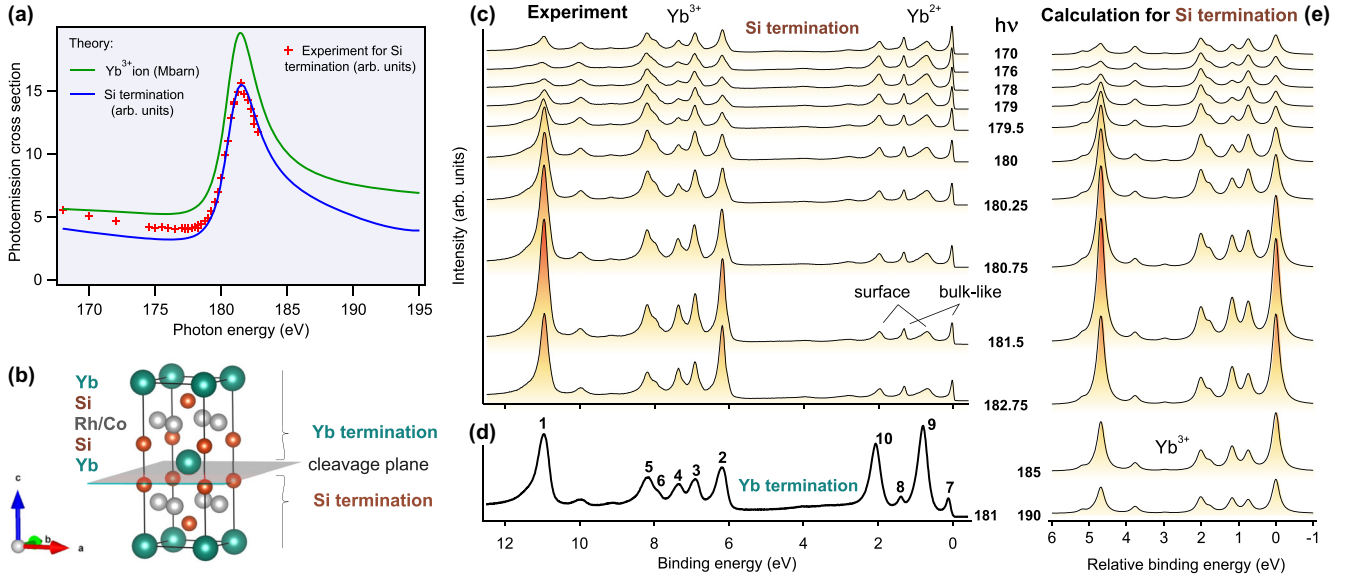 (a)
Theory:
Yb3+ion (Mbarn)
Si termination
(arb. units)
Experiment for Si
termination (arb. units)
Photoemission cross section
15
10
5
0
170 175 180 185 190 195
Photon energy (eV)
(b)
Yb
Si
Rh/Co
Si
Yb
Yb termination
cleavage plane
Si termination
c
b
a
(c) Experiment Yb3+ Si termination Yb2+ hν
170
176
178
179
179.5
180
180.25
180.75
181.5
182.75
surface bulk-like
Intensity (arb. units)
(d)
1 5 6 4 3 2 10 8 9 7
Yb termination
181
12 10 8 6 4 2 0
Binding energy (eV)
Calculation for Si termination (e)
Yb3+
185
190
6 5 4 3 2 1 0 -1
Relative binding energy (eV)